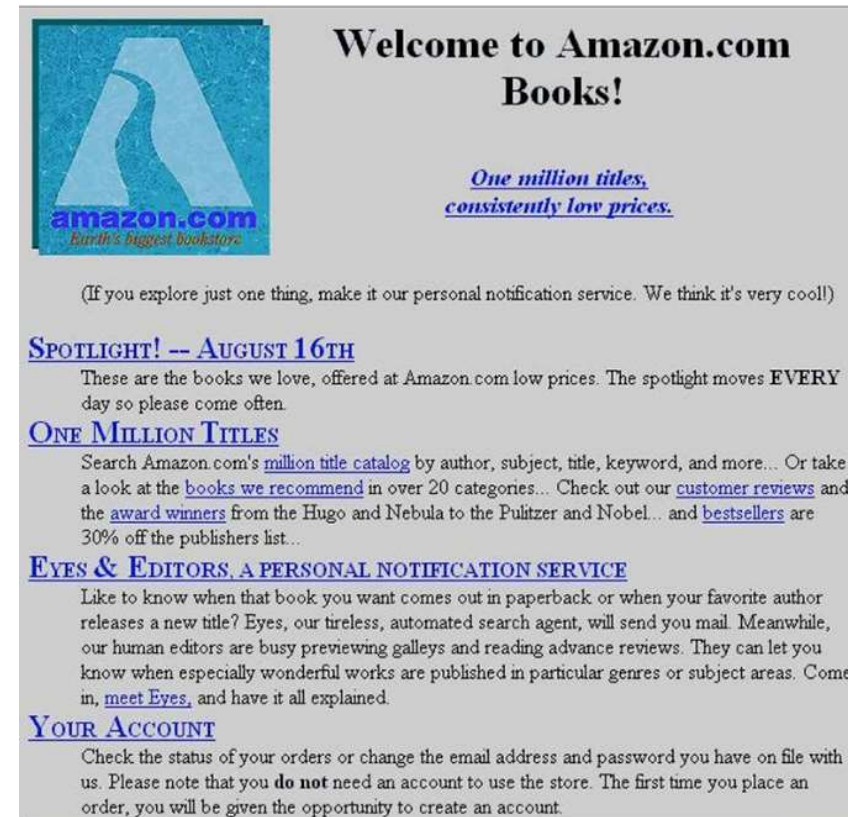 Welcome to Amazon.com
Books!
One million titles,
consistently low prices.
amazon.com
Earth's biggest bookstore
(If you explore just one thing, make it our personal notification service. We think it's very cool!)
SPOTLIGHT! -- AUGUST 16TH
These are the books we love, offered at Amazon.com low prices. The spotlight moves EVERY
day so please come often.
ONE MILLION TITLES
Search Amazon.com's million title catalog by author, subject, title, keyword, and more... Or take
a look at the books we recommend in over 20 categories... Check out our customer reviews and
the award winners from the Hugo and Nebula to the Pulitzer and Nobel... and bestsellers are
30% off the publishers list...
EYES & EDITORS, A PERSONAL NOTIFICATION SERVICE
Like to know when that book you want comes out in paperback or when your favorite author
releases a new title? Eyes, our tireless, automated search agent, will send you mail. Meanwhile,
our human editors are busy previewing galleys and reading advance reviews. They can let you
know when especially wonderful works are published in particular genres or subject areas. Come
in, meet Eyes, and have it all explained.
YOUR ACCOUNT
Check the status of your orders or change the email address and password you have on file with
us. Please note that you do not need an account to use the store. The first time you place an
order, you will be given the opportunity to create an account.